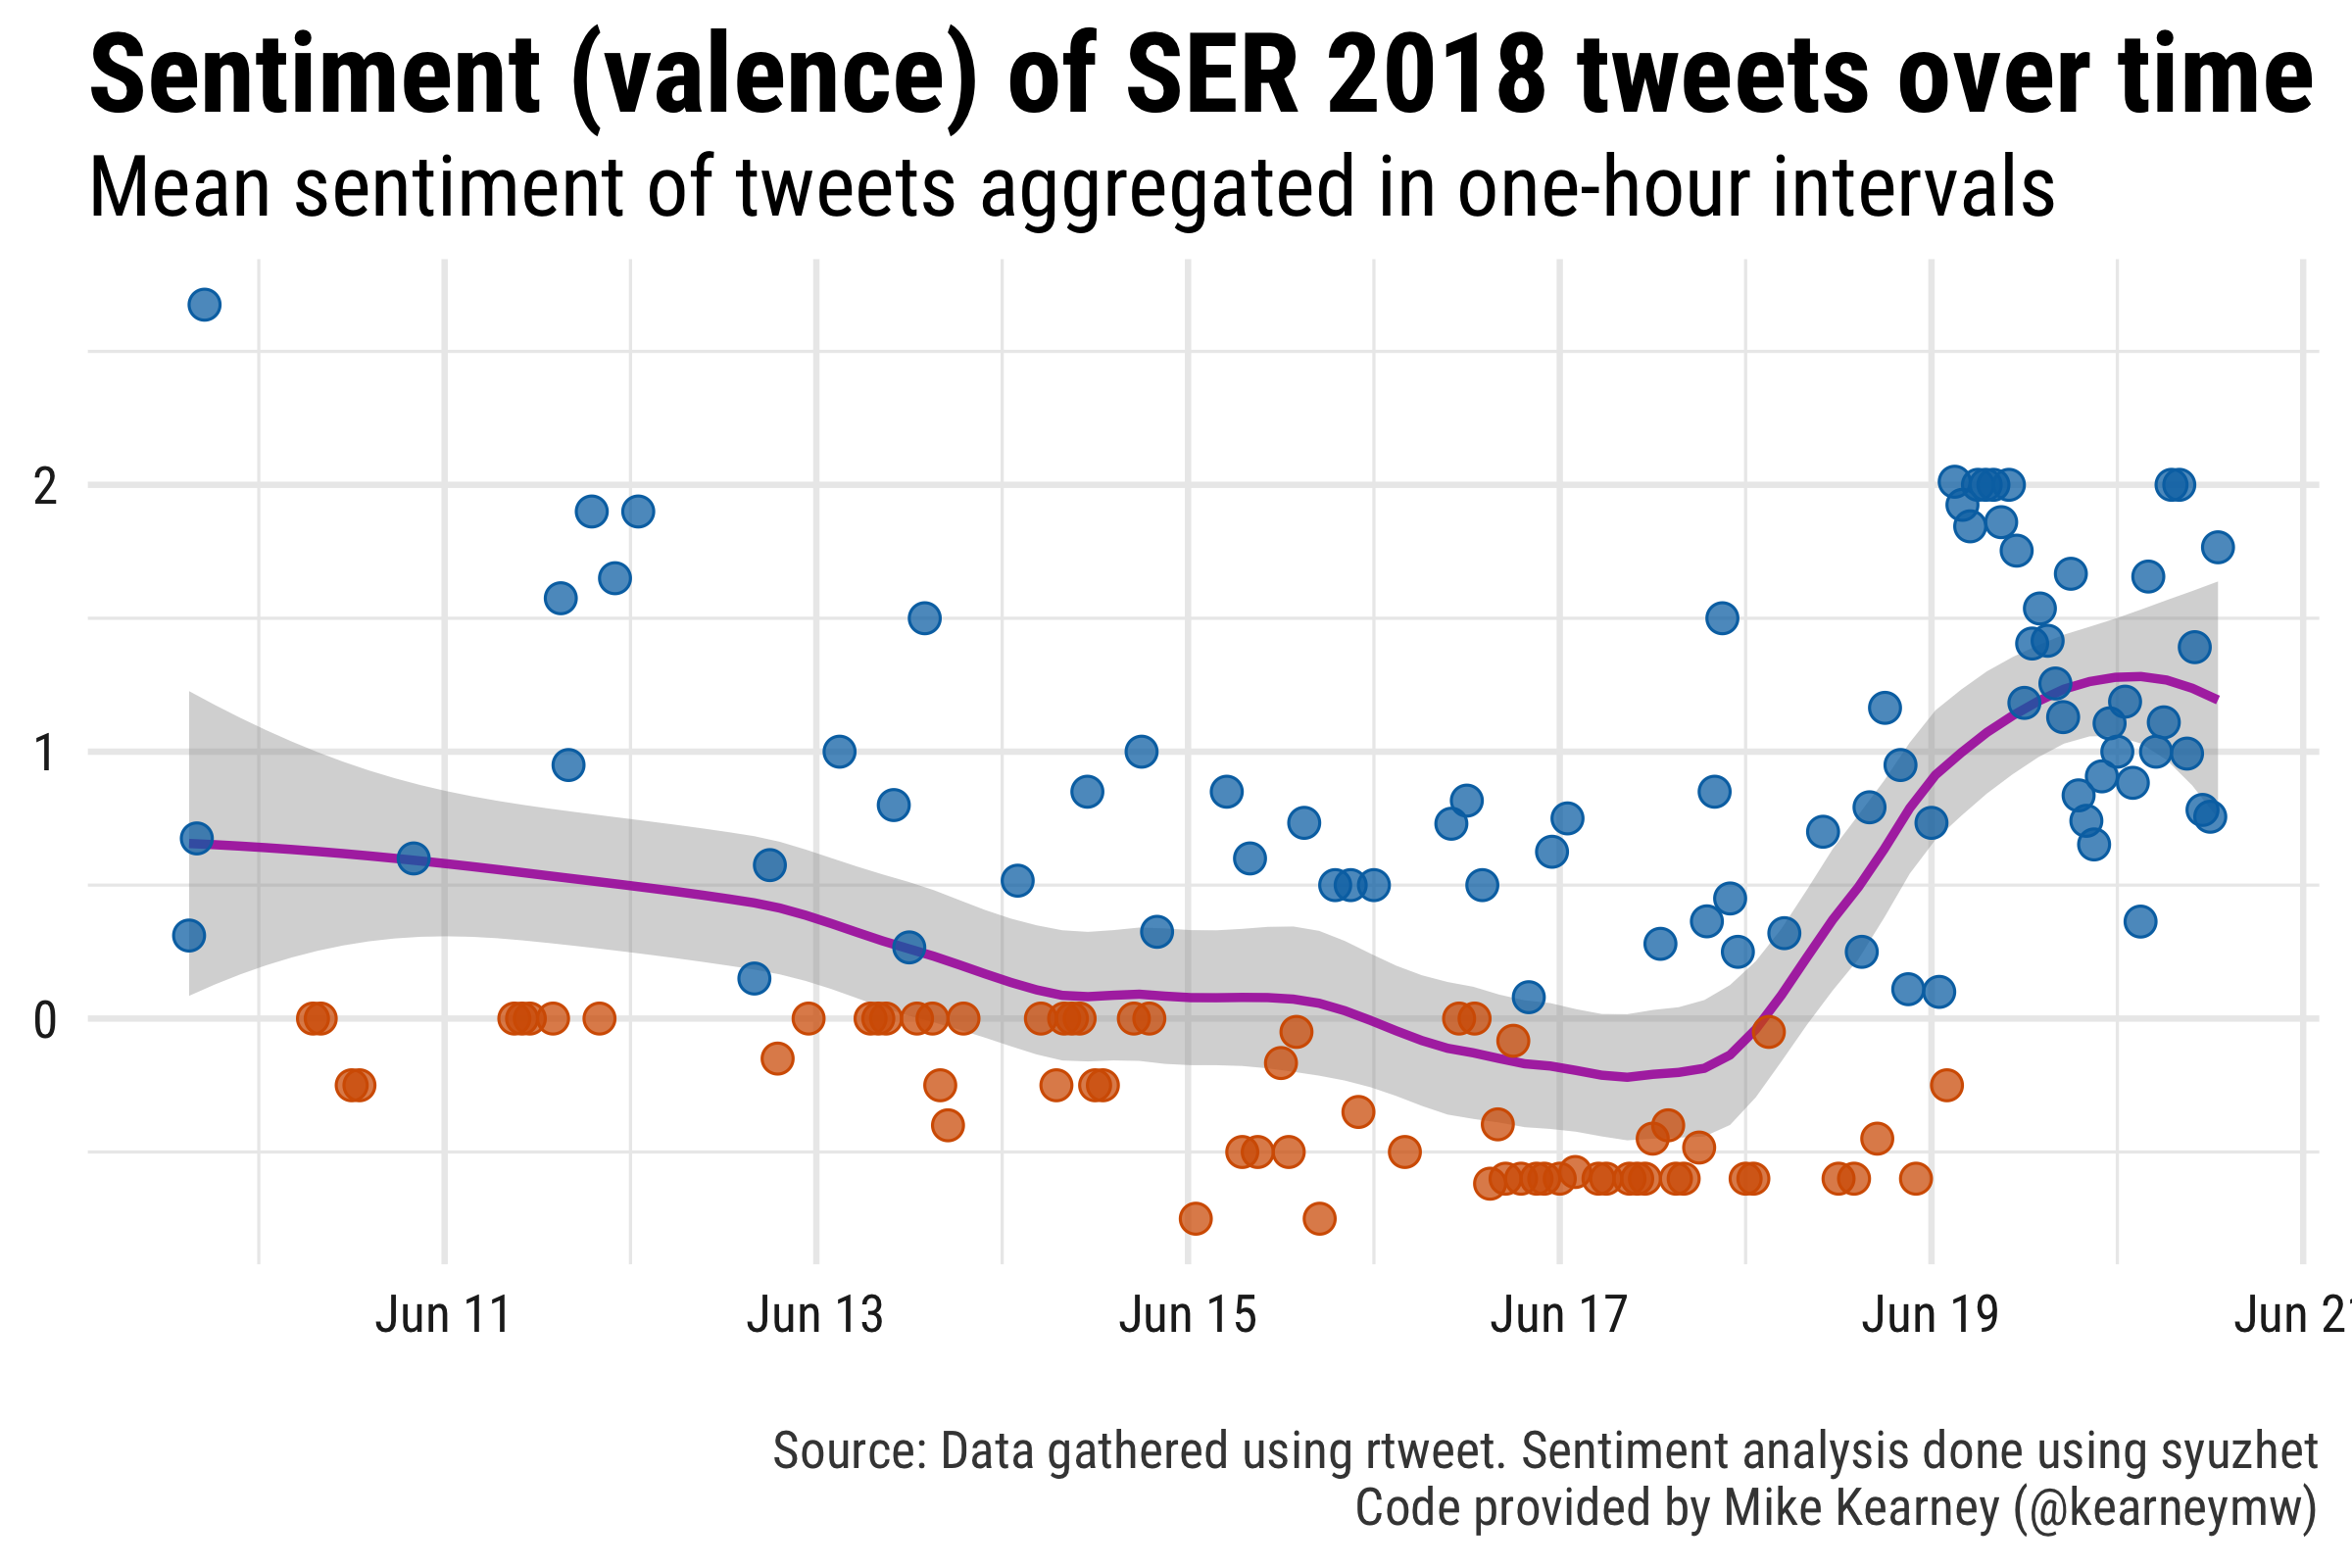 Sentiment (valence) of SER 2018 tweets over time
Mean sentiment of tweets aggregated in one-hour intervals
2
1
0
Jun 11 Jun 13 Jun 15 Jun 17 Jun 19 Jun 21
Source: Data gathered using rtweet. Sentiment analysis done using syuzhet
Code provided by Mike Kearney (@kearneymw)